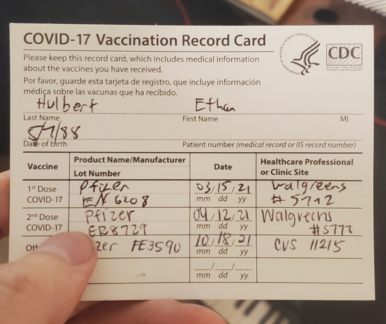 COVID-17 Vaccination Record Card
CDC
Please keep this record card, which includes medical information
about the vaccines you have received.
Por favor, guarde esta tarjeta de registro, que incluye información
médica sobre las vacunas que ha recibido.
Hulbert Ethan
Last Name First Name MI
/88
Date of birth Patient number (medical record or IIS record number)
Vaccine Product Name/Manufacturer Date Healthcare Professional
Lot Number or Clinic Site
1st Dose Pfizer 03/15/21 Walgreens
COVID-17 EN6208 mm dd yy # 5772
2nd Dose Pfizer 04/12/21 Walgreens
COVID-17 ER8729 mm dd yy #5772
Oth zer FE3590 10/18/21 CVS 11215
mm dd yy
mm dd yy